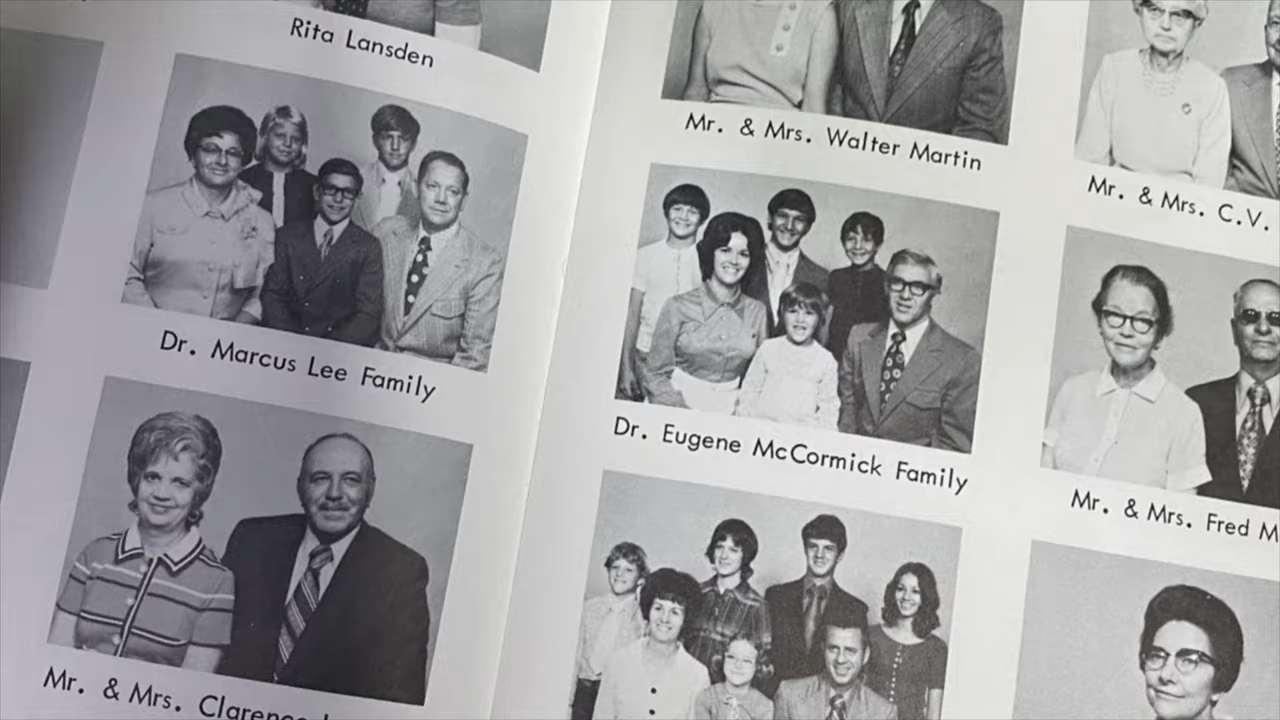 Rita Lansden
Dr. Marcus Lee Family
Mr. & Mrs.
Mr. & Mrs. Walter Martin
Dr. Eugene McCormick Family
Mr. & Mrs. C.V.
Mr. & Mrs. Fred M